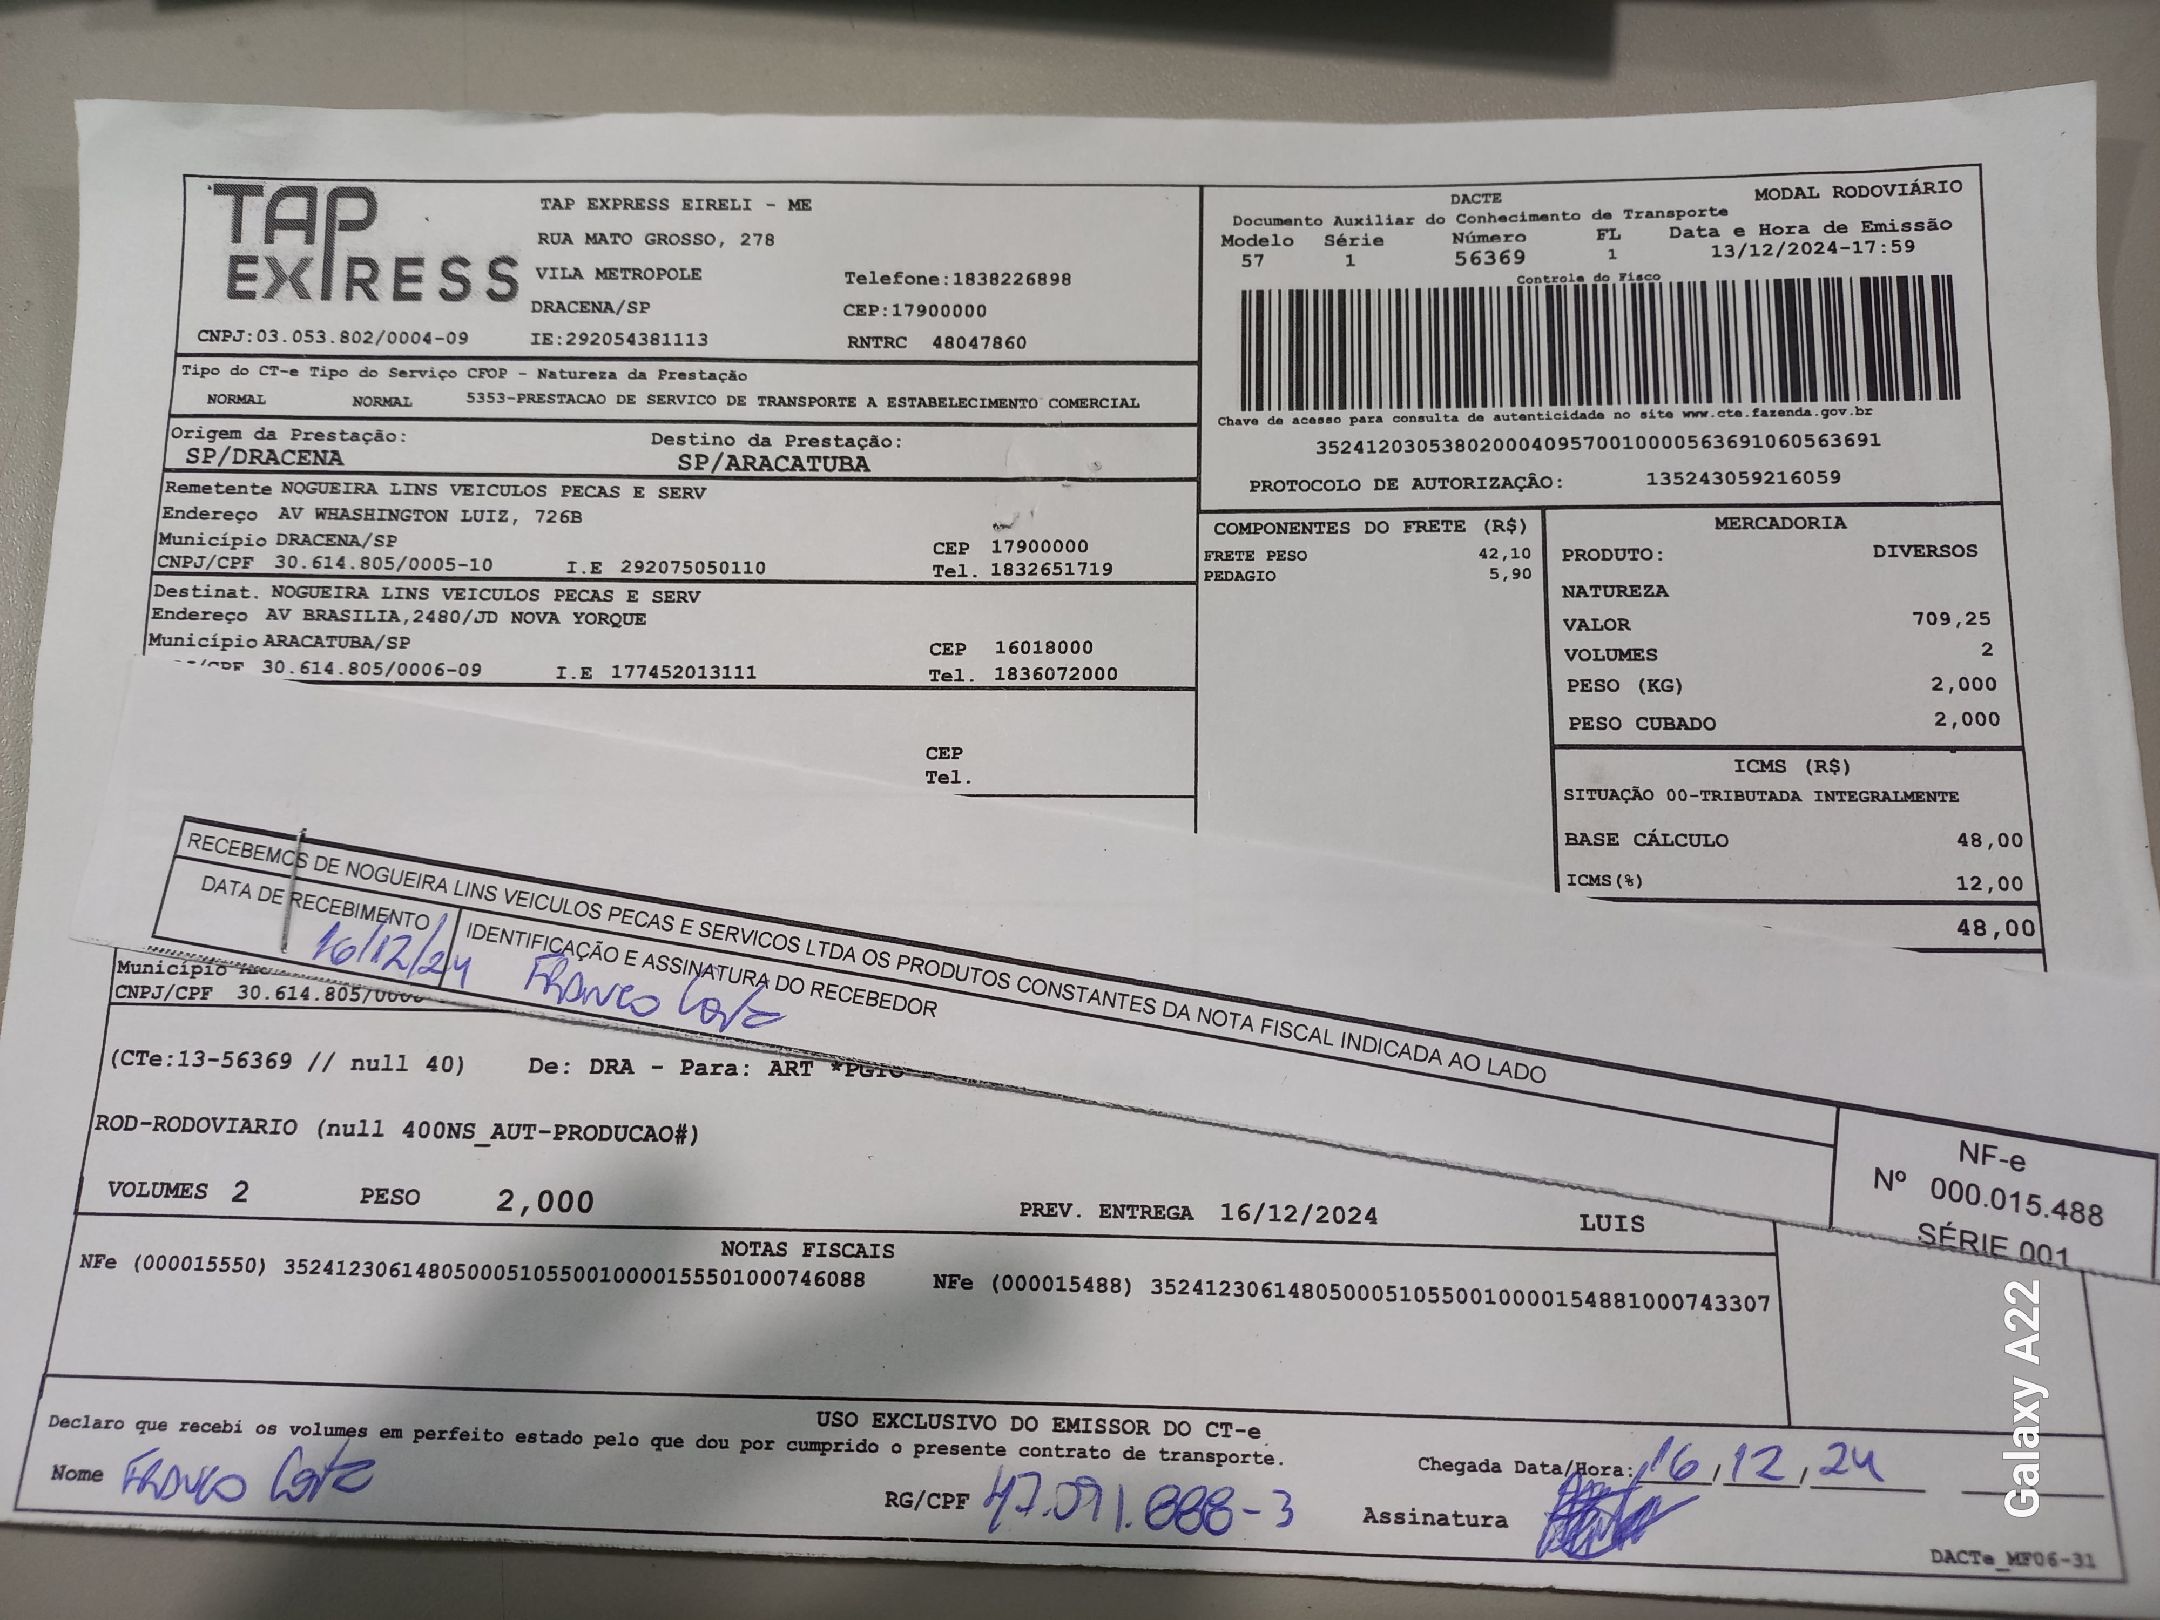 TAP
EXPRESS
TAP EXPRESS EIRELI - ME
RUA MATO GROSSO, 278
VILA METROPOLE Telefone:1838226898
DRACENA/SP CEP:17900000
CNPJ:03.053.802/0004-09 IE:292054381113 RNTRC 48047860
DACTE MODAL RODOVIÁRIO
Documento Auxiliar do Conhecimento de Transporte
Modelo Série Número FL Data e Hora de Emissão
57 1 56369 1 13/12/2024-17:59
Controle do Fisco
Chave de acesso para consulta de autenticidade no site www.cte.fazenda.gov.br
35241203053802000409570010000563691060563691
PROTOCOLO DE AUTORIZAÇÃO: 135243059216059
Tipo do CT-e Tipo do Serviço CFOP - Natureza da Prestação
NORMAL NORMAL 5353-PRESTACAO DE SERVICO DE TRANSPORTE A ESTABELECIMENTO COMERCIAL
Origem da Prestação: Destino da Prestação:
SP/DRACENA SP/ARACATUBA
Remetente NOGUEIRA LINS VEICULOS PECAS E SERV
Endereço AV WHASHINGTON LUIZ, 726B
Município DRACENA/SP CEP 17900000
CNPJ/CPF 30.614.805/0005-10 I.E 292075050110 Tel. 1832651719
Destinat. NOGUEIRA LINS VEICULOS PECAS E SERV
Endereço AV BRASILIA,2480/JD NOVA YORQUE
Município ARACATUBA/SP CEP 16018000
30.614.805/0006-09 I.E 177452013111 Tel. 1836072000
CEP
Tel.
COMPONENTES DO FRETE (R$)
FRETE PESO 42,10
PEDAGIO 5,90
MERCADORIA
PRODUTO: DIVERSOS
NATUREZA
VALOR 709,25
VOLUMES 2
PESO (KG) 2,000
PESO CUBADO 2,000
ICMS (R$)
SITUAÇÃO 00-TRIBUTADA INTEGRALMENTE
BASE CÁLCULO 48,00
ICMS(%) 12,00
48,00
RECEBEMOS DE NOGUEIRA LINS VEICULOS PECAS E SERVICOS LTDA OS PRODUTOS CONSTANTES DA NOTA FISCAL INDICADA AO LADO
DATA DE RECEBIMENTO IDENTIFICAÇÃO E ASSINATURA DO RECEBEDOR
16/12/24 FRANCO Costa
NF-e
Nº 000.015.488
SÉRIE 001
Município
CNPJ/CPF 30.614.805/
(CTe:13-56369 // null 40) De: DRA - Para: ART
ROD-RODOVIARIO (null 400NS_AUT-PRODUCAO#)
VOLUMES 2 PESO 2,000 PREV. ENTREGA 16/12/2024 LUIS
NOTAS FISCAIS
NFe (000015550) 35241230614805000510550010000155501000746088 NFe (000015488) 35241230614805000510550010000154881000743307
USO EXCLUSIVO DO EMISSOR DO CT-e
Declaro que recebi os volumes em perfeito estado pelo que dou por cumprido o presente contrato de transporte.
Nome FRANCO Costa RG/CPF 47.091.888-3
Chegada Data/Hora: 16/12/24
Assinatura
DACTe_MF06-31
Galaxy A22